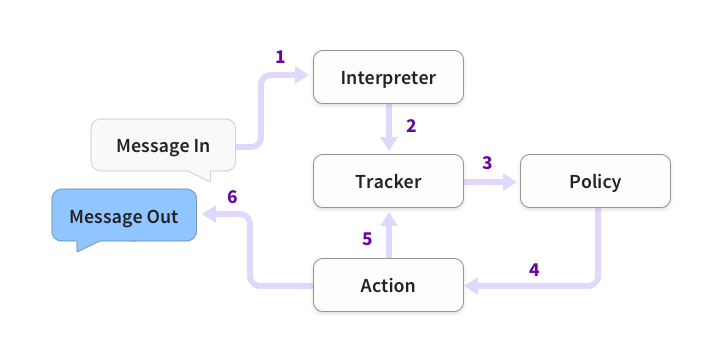 1
Interpreter
2
Message In
3
Tracker
Policy
6
Message Out
5
4
Action